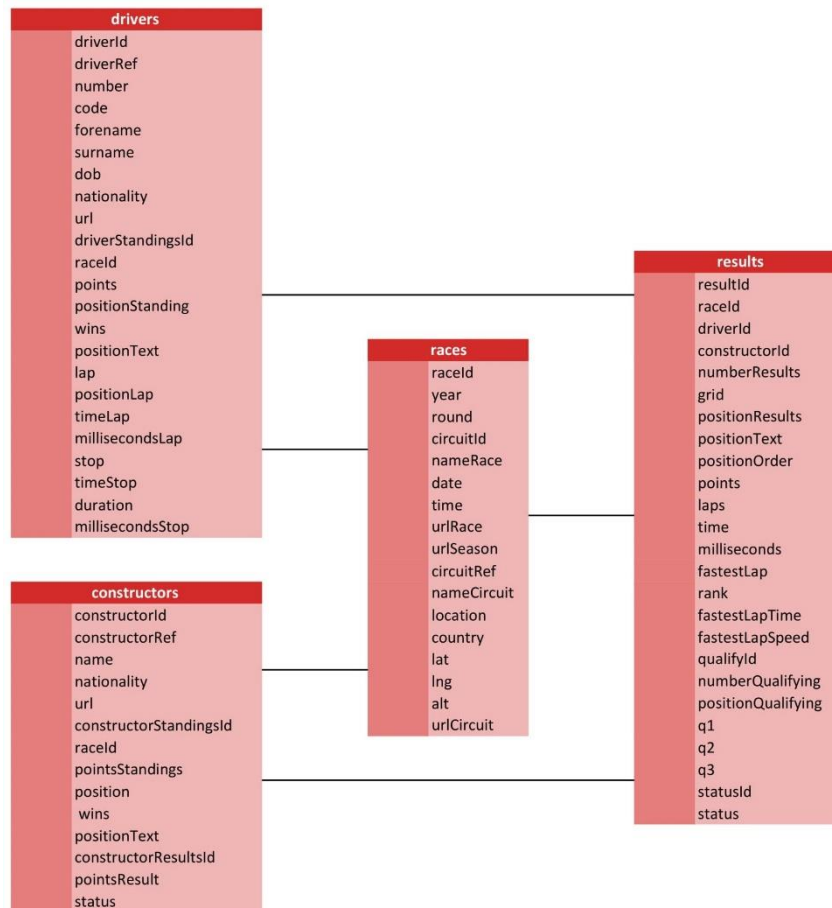 drivers
driverId
driverRef
number
code
forename
surname
dob
nationality
url
driverStandingsId
raceId
points
positionStanding
wins
positionText
lap
positionLap
timeLap
millisecondsLap
stop
timeStop
duration
millisecondsStop
constructors
constructorId
constructorRef
name
nationality
url
constructorStandingsId
raceId
pointsStandings
position
wins
positionText
constructorResultsId
pointsResult
status
races
raceId
year
round
circuitId
nameRace
date
time
urlRace
urlSeason
circuitRef
nameCircuit
location
country
lat
lng
alt
urlCircuit
results
resultId
raceId
driverId
constructorId
numberResults
grid
positionResults
positionText
positionOrder
points
laps
time
milliseconds
fastestLap
rank
fastestLapTime
fastestLapSpeed
qualifyId
numberQualifying
positionQualifying
q1
q2
q3
statusId
status